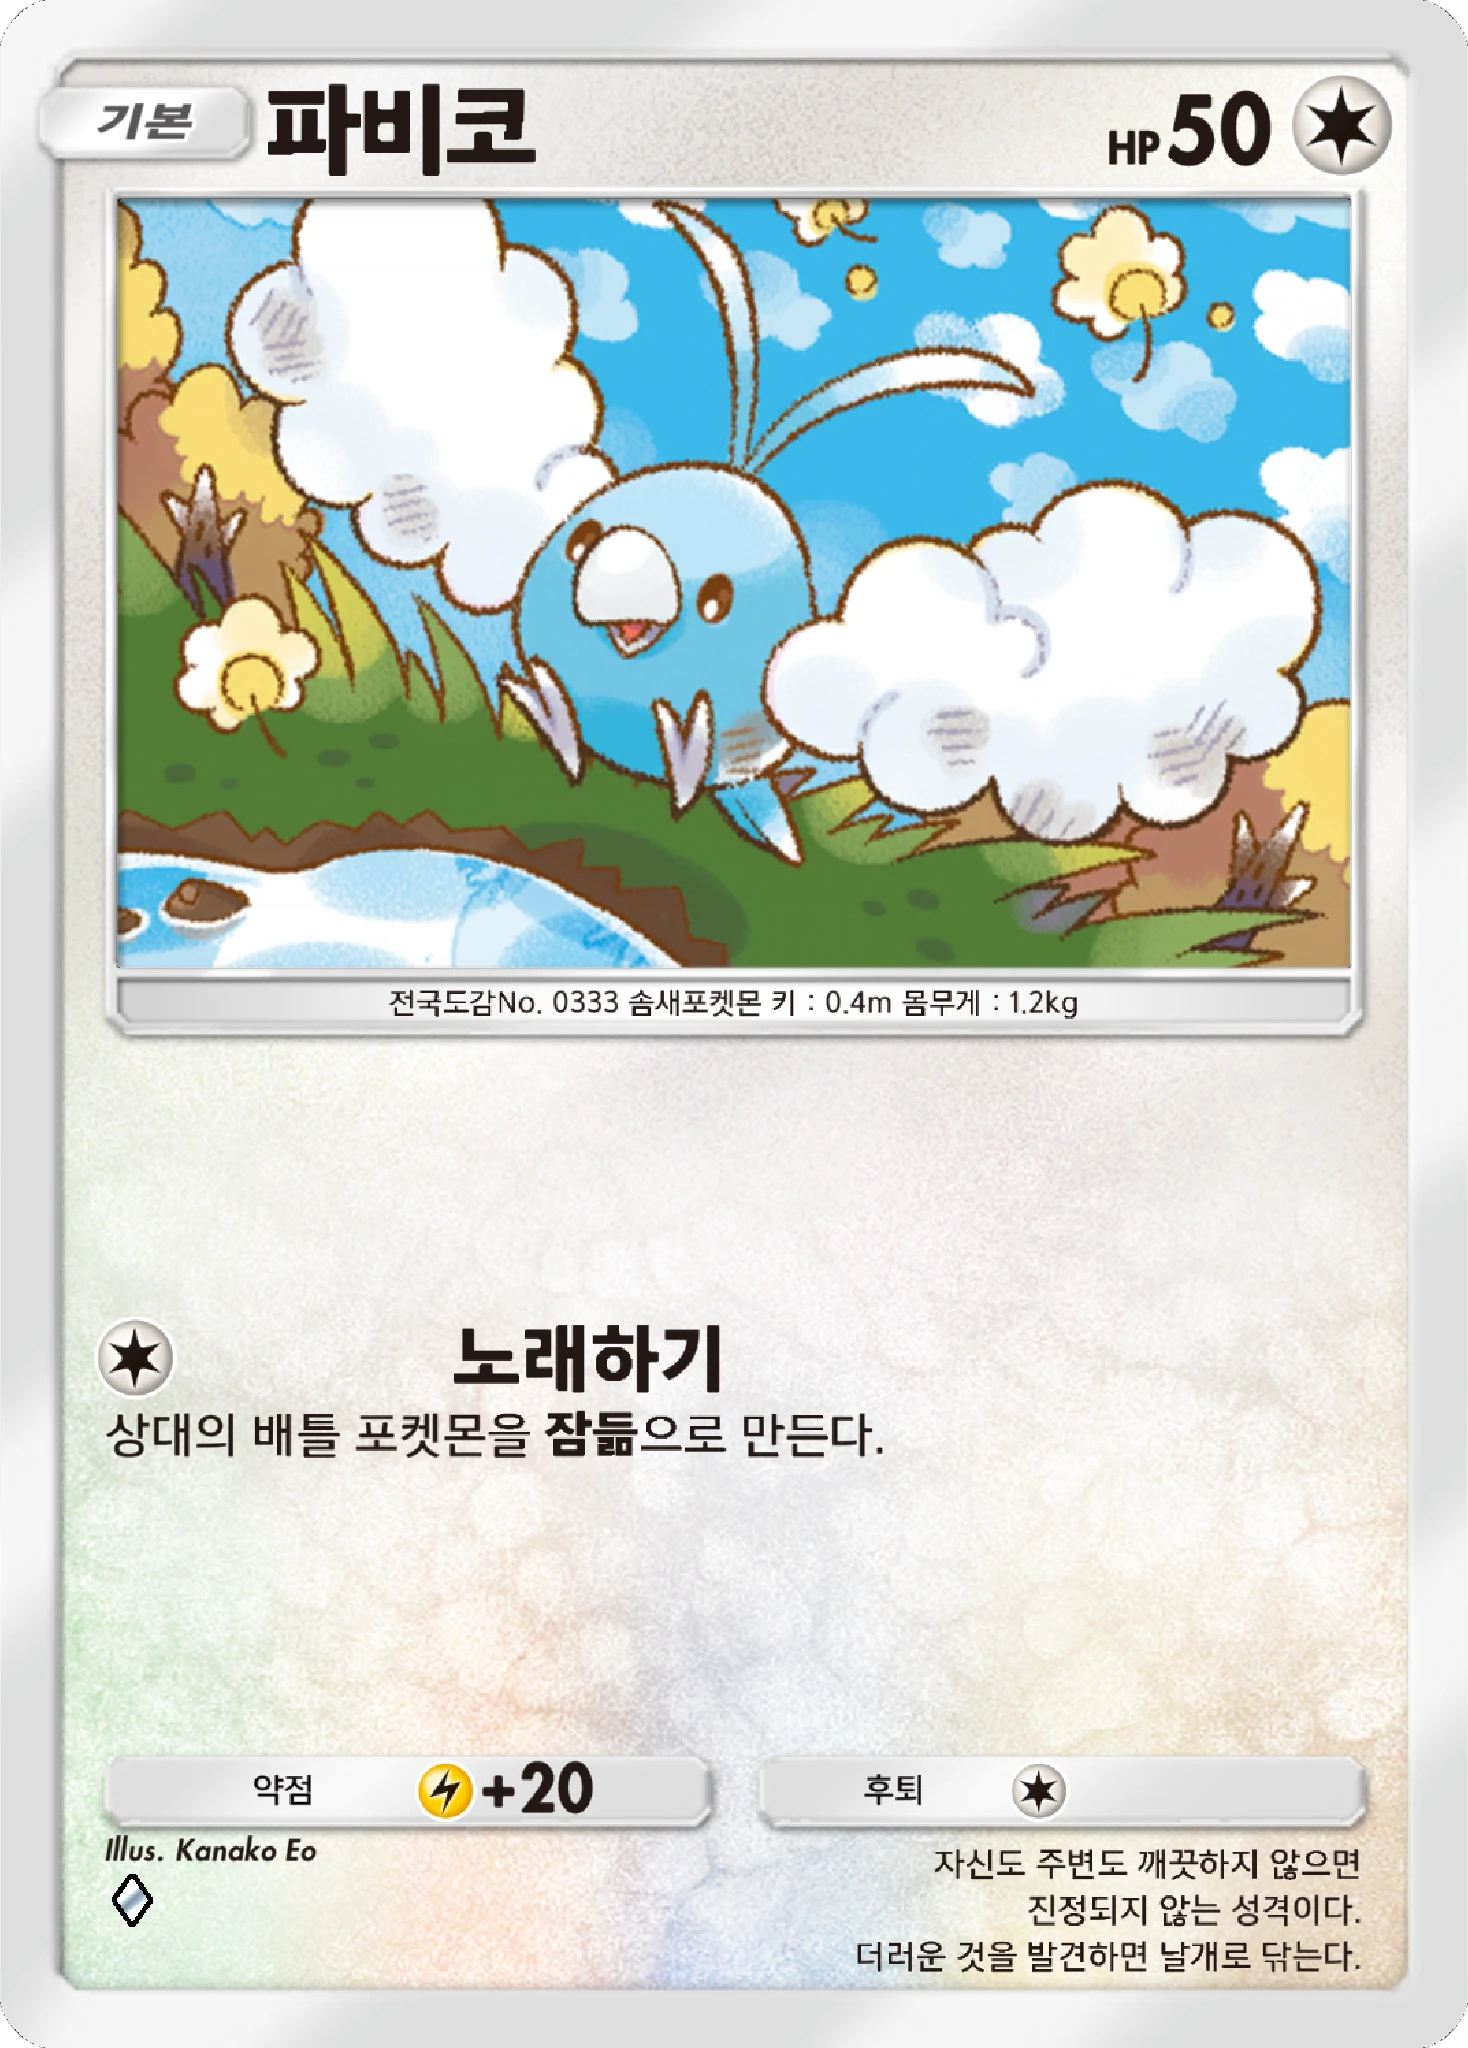 기본
파비코
HP 50
전국도감No. 0333 솜새포켓몬 키 : 0.4m 몸무게 : 1.2kg
노래하기
상대의 배틀 포켓몬을 잠듦으로 만든다.
약점 +20
후퇴
Illus. Kanako Eo
자신도 주변도 깨끗하지 않으면
진정되지 않는 성격이다.
더러운 것을 발견하면 날개로 닦는다.